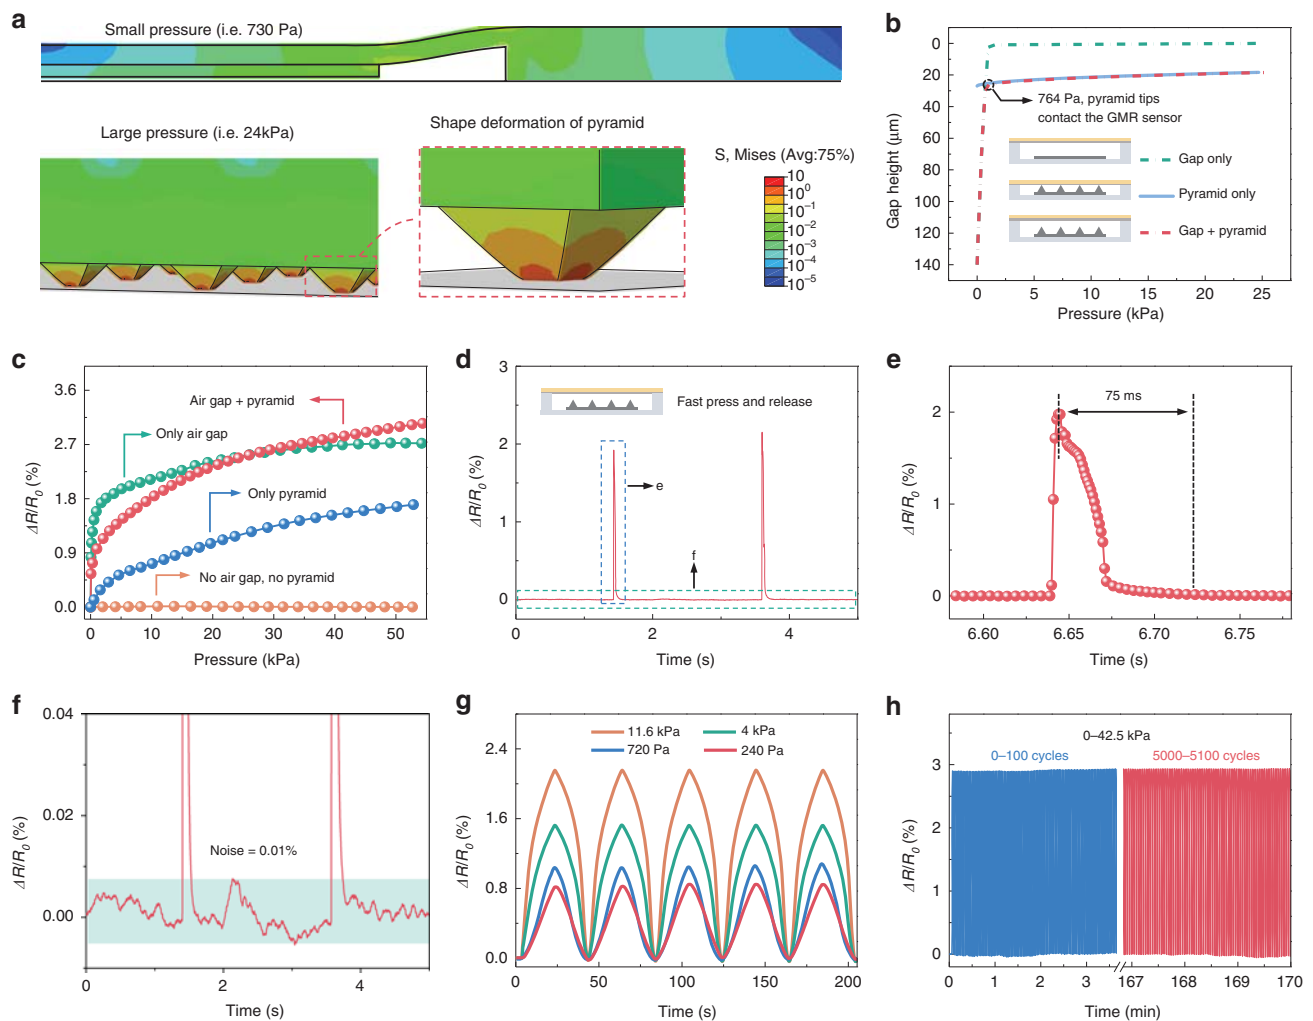 a
Small pressure (i.e. 730 Pa)
Large pressure (i.e. 24kPa)
Shape deformation of pyramid
S, Mises (Avg:75%)
10
10⁰
10⁻¹
10⁻²
10⁻³
10⁻⁴
10⁻⁵
b
Gap height (µm)
0
20
40
60
80
100
120
140
764 Pa, pyramid tips
contact the GMR sensor
Gap only
Pyramid only
Gap + pyramid
0 5 10 15 20 25
Pressure (kPa)
c
ΔR/R₀ (%)
3.6
2.7
1.8
0.9
0.0
Air gap + pyramid
Only air gap
Only pyramid
No air gap, no pyramid
0 10 20 30 40 50
Pressure (kPa)
d
ΔR/R₀ (%)
3
2
1
0
Fast press and release
e
f
0 2 4
Time (s)
e
ΔR/R₀ (%)
2
1
0
75 ms
6.60 6.65 6.70 6.75
Time (s)
f
ΔR/R₀ (%)
0.04
0.02
0.00
Noise = 0.01%
0 2 4
Time (s)
g
ΔR/R₀ (%)
2.4
1.6
0.8
0.0
11.6 kPa
4 kPa
720 Pa
240 Pa
0 50 100 150 200
Time (s)
h
ΔR/R₀ (%)
3
2
1
0
0–42.5 kPa
0–100 cycles
5000–5100 cycles
0 1 2 3 167 168 169 170
Time (min)